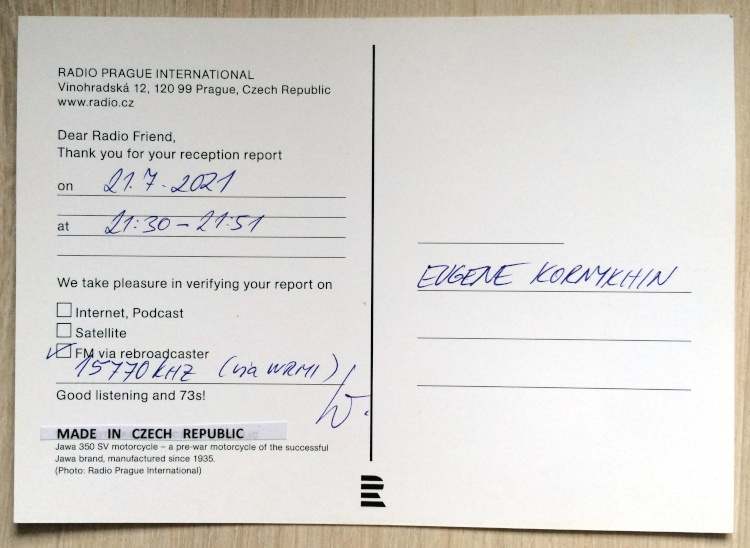 RADIO PRAGUE INTERNATIONAL
Vinohradská 12, 120 99 Prague, Czech Republic
www.radio.cz
Dear Radio Friend,
Thank you for your reception report
on 21.7.2021
at 21:30 - 21:51
We take pleasure in verifying your report on
Internet, Podcast
Satellite
FM via rebroadcaster
15770 kHz (via WRMI)
Good listening and 73s!
MADE IN CZECH REPUBLIC
Jawa 350 SV motorcycle – a pre-war motorcycle of the successful
Jawa brand, manufactured since 1935.
(Photo: Radio Prague International)
EUGENE KORNYKHIN